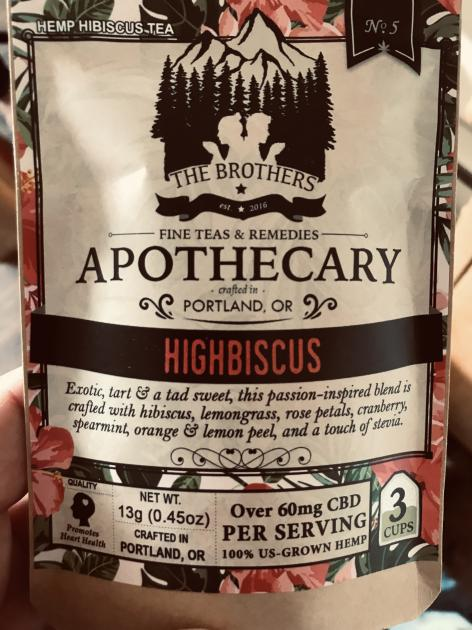 HEMP HIBISCUS TEA
Nº 5
THE BROTHERS
est. ★ 2016
FINE TEAS & REMEDIES
APOTHECARY
- crafted in -
PORTLAND, OR
HIGHBISCUS
Exotic, tart & a tad sweet, this passion-inspired blend is
crafted with hibiscus, lemongrass, rose petals, cranberry,
spearmint, orange & lemon peel, and a touch of stevia.
QUALITY
Promotes
Heart Health
NET WT.
13g (0.45oz)
CRAFTED IN
PORTLAND, OR
Over 60mg CBD
PER SERVING
100% US-GROWN HEMP
3
CUPS